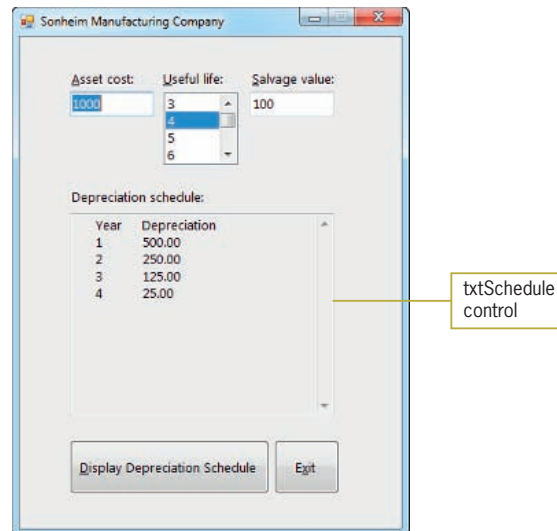 Sonheim Manufacturing Company
Asset cost: Useful life: Salvage value:
1000 3 100
4
5
6
Depreciation schedule:
Year Depreciation
1 500.00
2 250.00
3 125.00
4 25.00
txtSchedule
control
Display Depreciation Schedule Exit